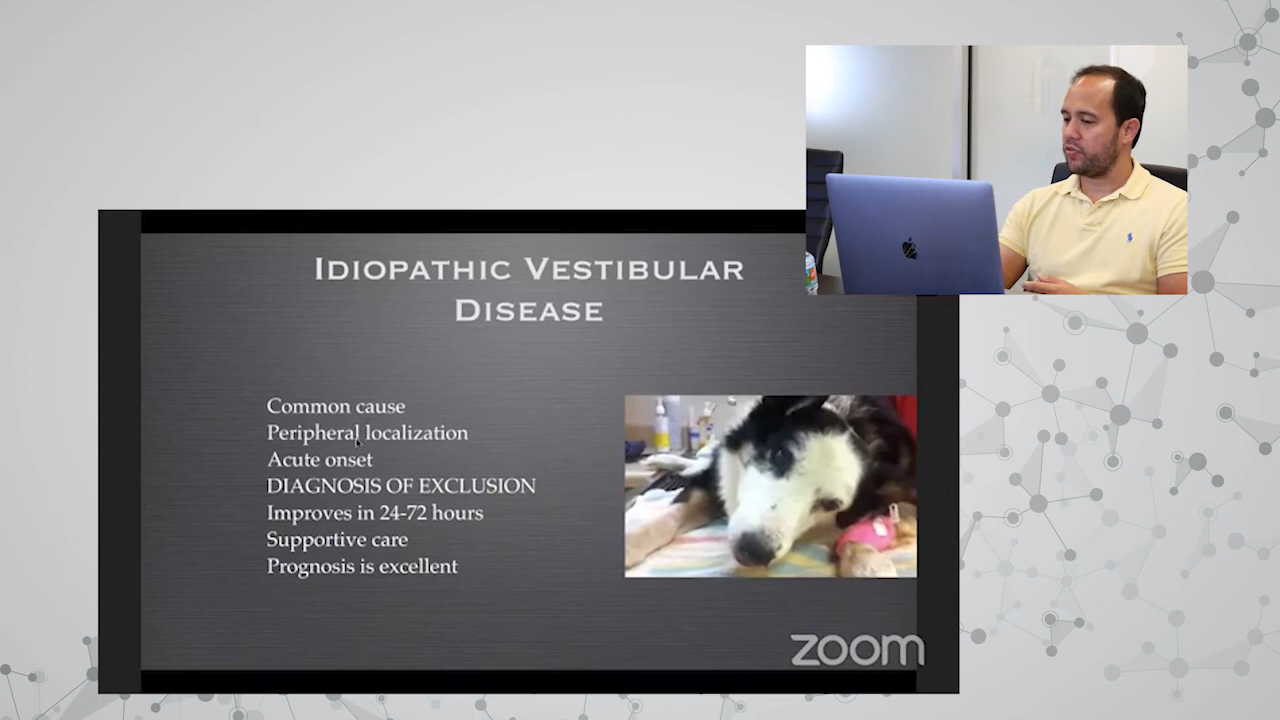 Idiopathic Vestibular
Disease
Common cause
Peripheral localization
Acute onset
DIAGNOSIS OF EXCLUSION
Improves in 24-72 hours
Supportive care
Prognosis is excellent
zoom